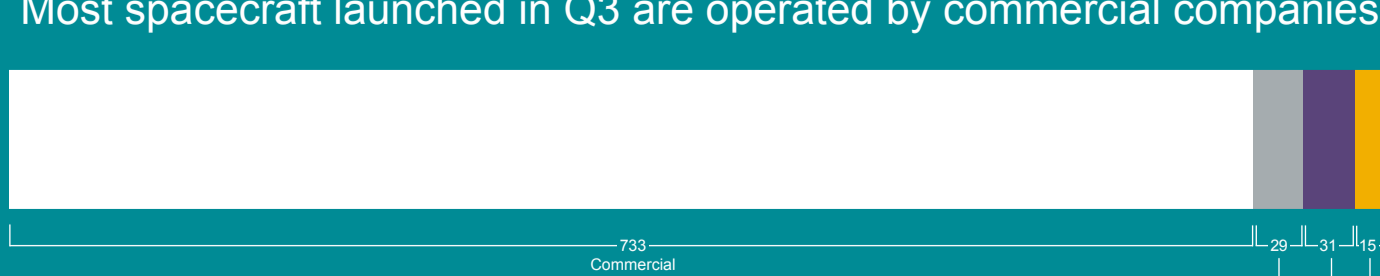 Most spacecraft launched in Q3 are operated by commercial companies
733 29 31 15
Commercial